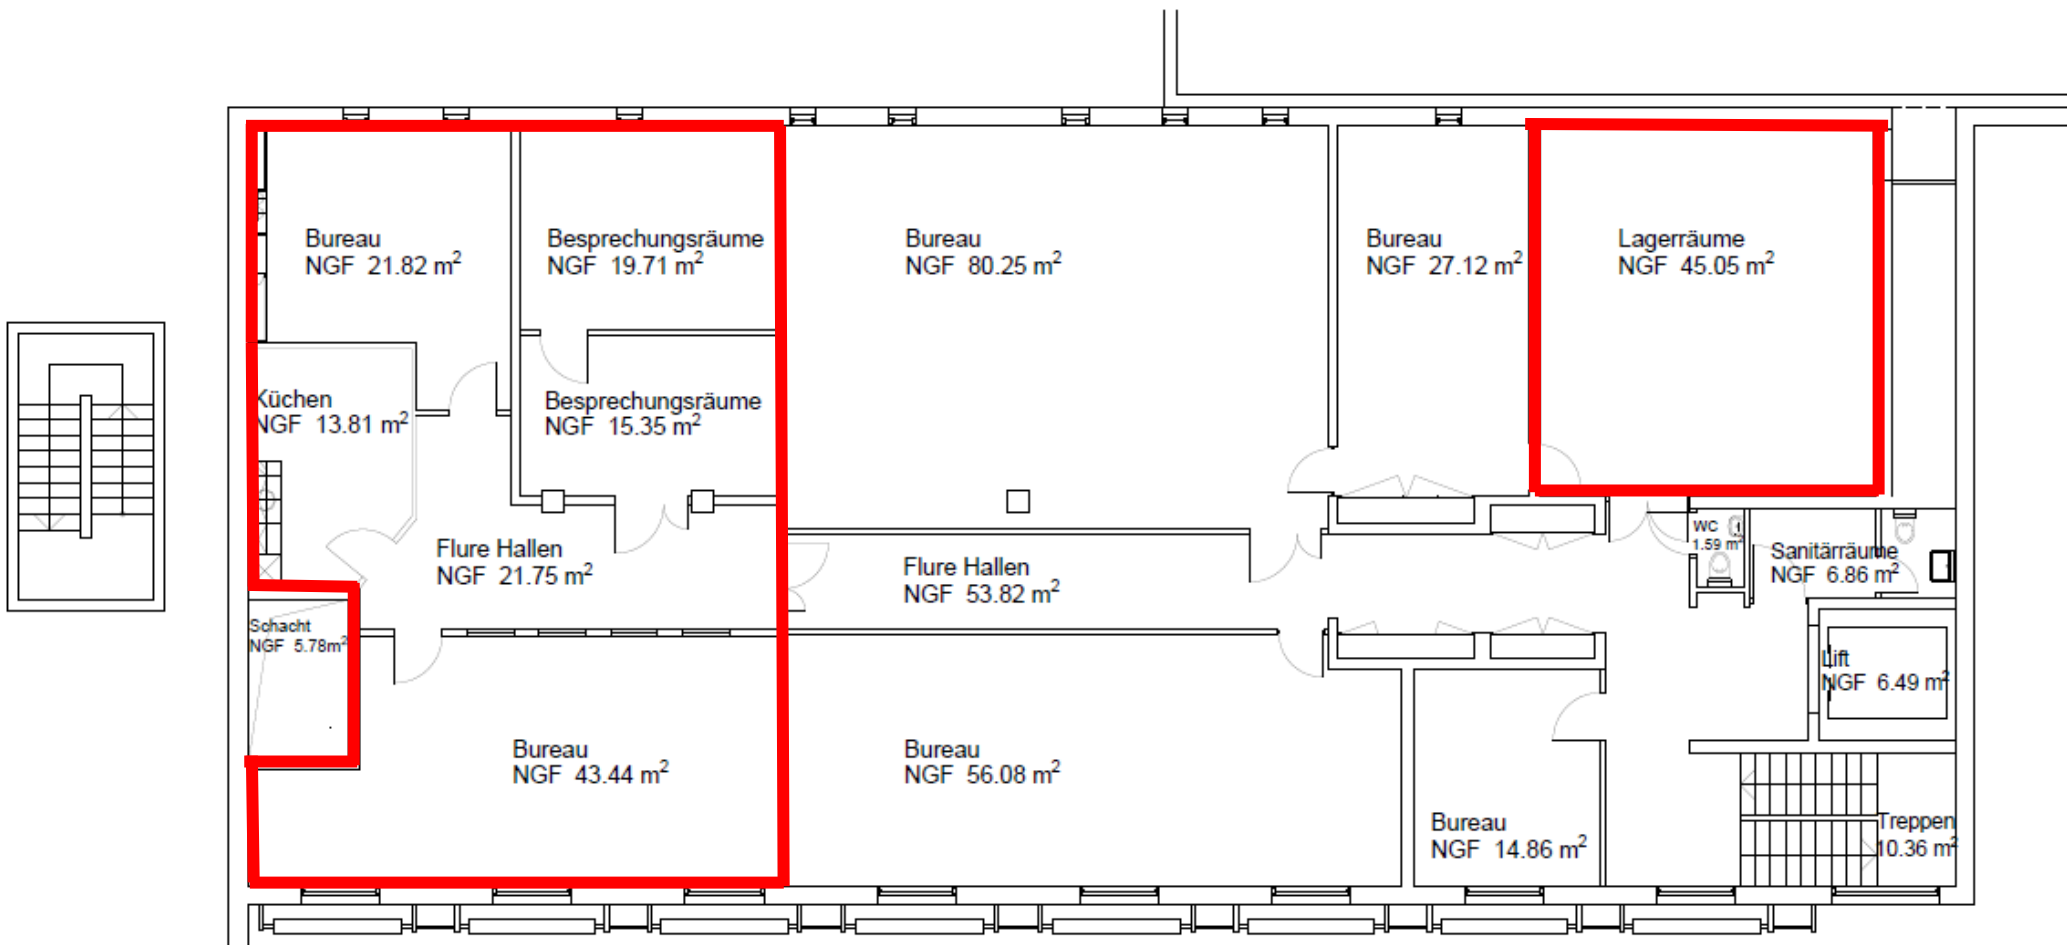 Bureau
NGF 21.82 m²
Besprechungsräume
NGF 19.71 m²
Bureau
NGF 80.25 m²
Bureau
NGF 27.12 m²
Lagerräume
NGF 45.05 m²
Küchen
NGF 13.81 m²
Besprechungsräume
NGF 15.35 m²
Flure Hallen
NGF 21.75 m²
Flure Hallen
NGF 53.82 m²
WC
1.59 m²
Sanitärräume
NGF 6.86 m²
Schacht
NGF 5.78m²
Lift
NGF 6.49 m²
Bureau
NGF 43.44 m²
Bureau
NGF 56.08 m²
Bureau
NGF 14.86 m²
Treppen
10.36 m²